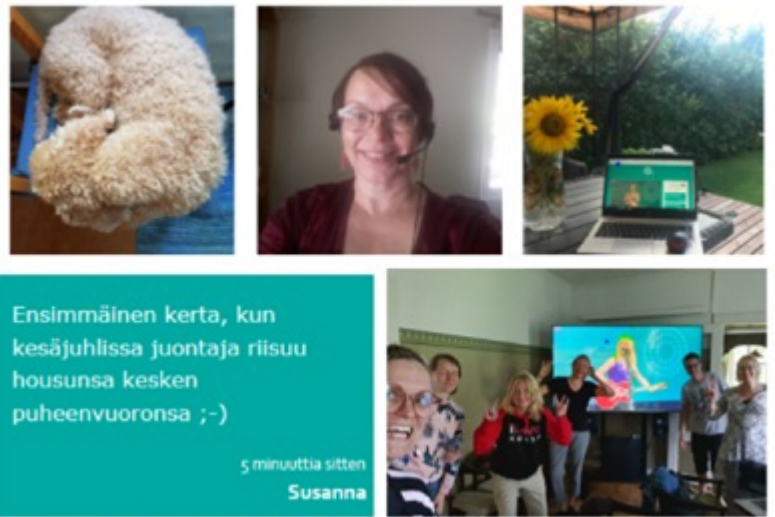 Ensimmäinen kerta, kun
kesäjuhlissa juontaja riisuu
housunsa kesken
puheenvuoronsa ;-)
5 minuuttia sitten
Susanna